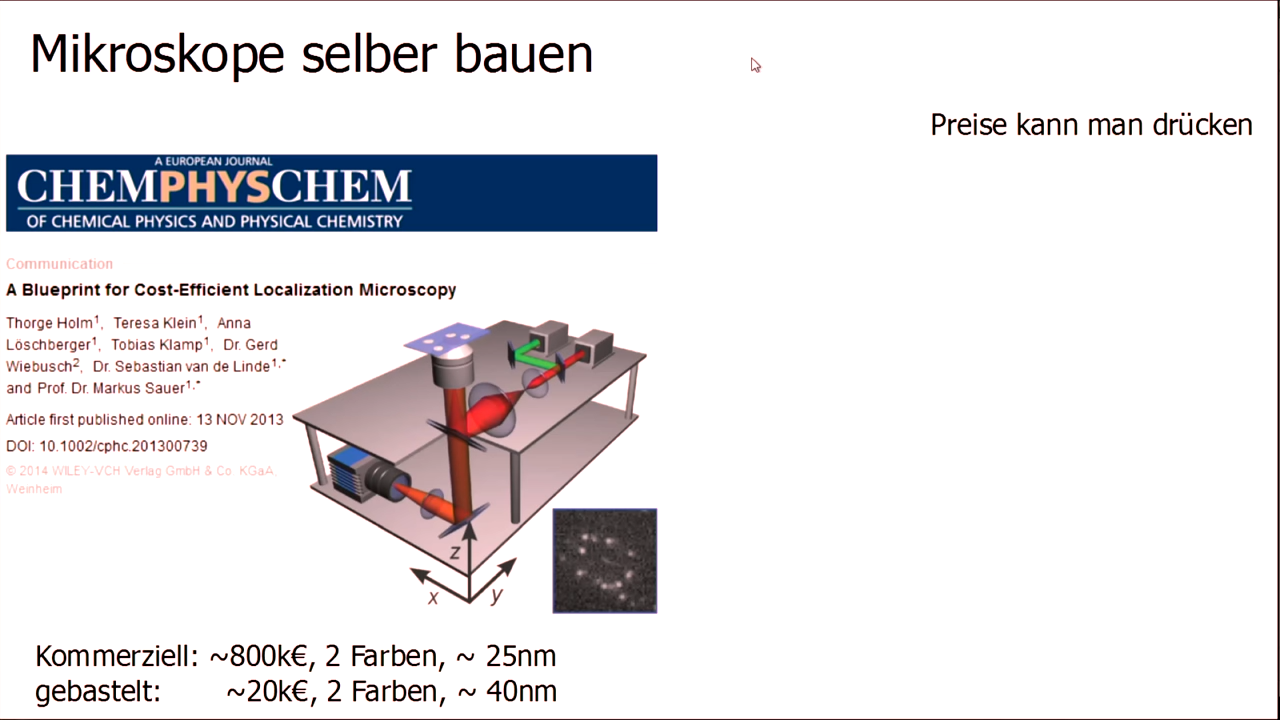 Mikroskope selber bauen
Preise kann man drücken
A EUROPEAN JOURNAL
CHEMPHYSCHEM
OF CHEMICAL PHYSICS AND PHYSICAL CHEMISTRY
Communication
A Blueprint for Cost-Efficient Localization Microscopy
Thorge Holm1, Teresa Klein1, Anna
Löschberger1, Tobias Klamp1, Dr. Gerd
Wiebusch2, Dr. Sebastian van de Linde1,*
and Prof. Dr. Markus Sauer1,*
Article first published online: 13 NOV 2013
DOI: 10.1002/cphc.201300739
© 2014 WILEY-VCH Verlag GmbH & Co. KGaA,
Weinheim
z
x
y
Kommerziell: ~800k€, 2 Farben, ~ 25nm
gebastelt: ~20k€, 2 Farben, ~ 40nm